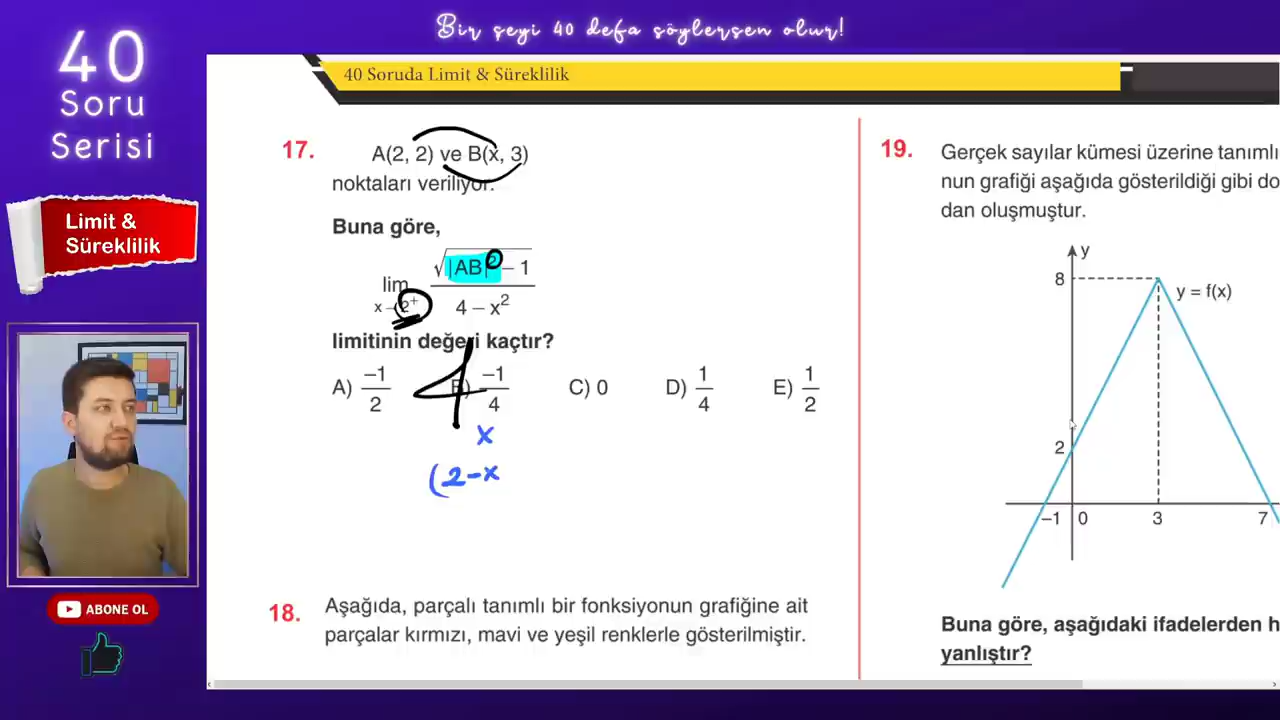 Bir şeyi 40 defa söylersen olur!
40
Soru
Serisi
Limit &
Süreklilik
ABONE OL
40 Soruda Limit & Süreklilik
17.
A(2, 2) ve B(x, 3)
noktaları veriliyor.
Buna göre,
lim x→2⁺ √|AB|² – 1 / 4 – x²
limitinin değeri kaçtır?
A) –1/2 B) –1/4 C) 0 D) 1/4 E) 1/2
x
(2-x
18.
Aşağıda, parçalı tanımlı bir fonksiyonun grafiğine ait
parçalar kırmızı, mavi ve yeşil renklerle gösterilmiştir.
19.
Gerçek sayılar kümesi üzerine tanımlı
nun grafiği aşağıda gösterildiği gibi do
dan oluşmuştur.
y
8
y = f(x)
2
–1 0 3 7
Buna göre, aşağıdaki ifadelerden h
yanlıştır?